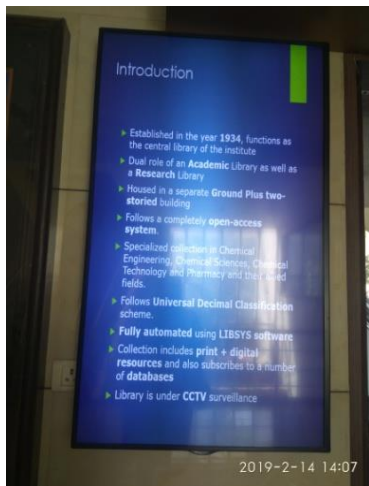 Introduction
Established in the year 1934, functions as
the central library of the institute
Dual role of an Academic Library as well as
a Research Library
Housed in a separate Ground Plus two-
storied building
Follows a completely open-access
system.
Specialized collection in Chemical
Engineering, Chemical Sciences, Chemical
Technology and Pharmacy and their allied
fields.
Follows Universal Decimal Classification
scheme.
Fully automated using LIBSYS software
Collection includes print + digital
resources and also subscribes to a number
of databases
Library is under CCTV surveillance
2019-2-14 14:07